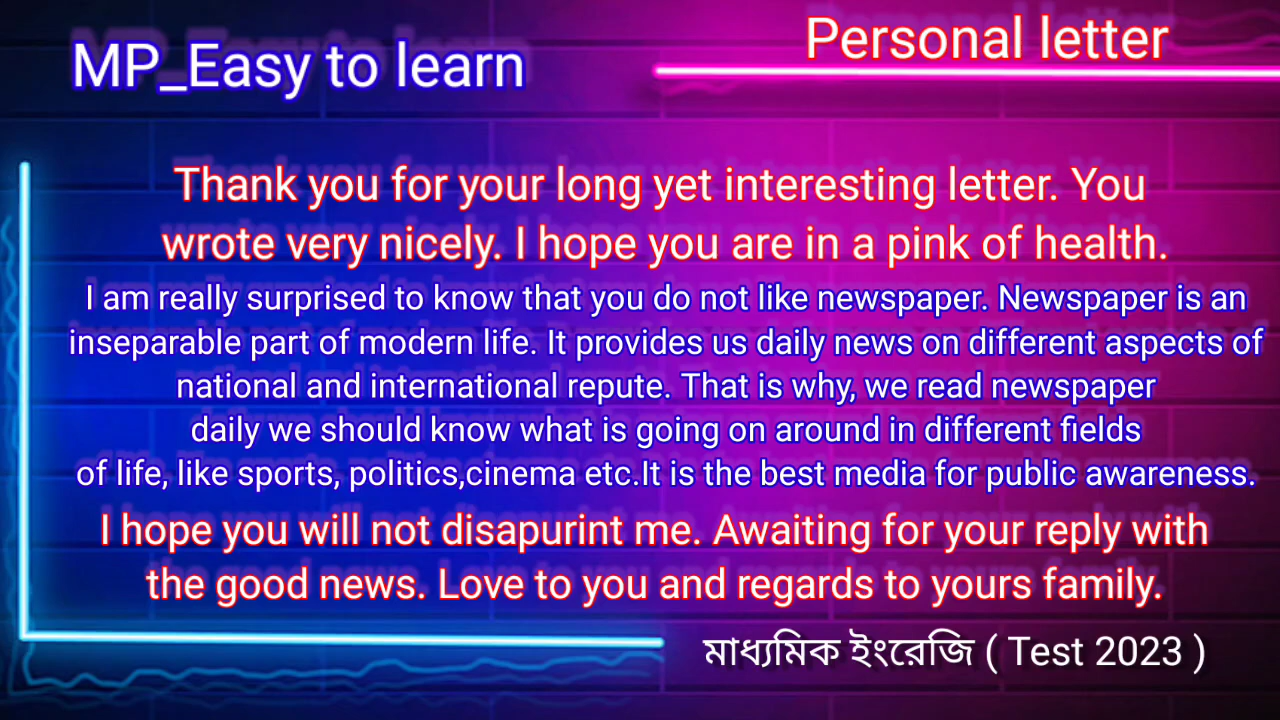 MP_Easy to learn
Personal letter
Thank you for your long yet interesting letter. You
wrote very nicely. I hope you are in a pink of health.
I am really surprised to know that you do not like newspaper. Newspaper is an
inseparable part of modern life. It provides us daily news on different aspects of
national and international repute. That is why, we read newspaper
daily we should know what is going on around in different fields
of life, like sports, politics,cinema etc.It is the best media for public awareness.
I hope you will not disapurint me. Awaiting for your reply with
the good news. Love to you and regards to yours family.
মাধ্যমিক ইংরেজি ( Test 2023 )